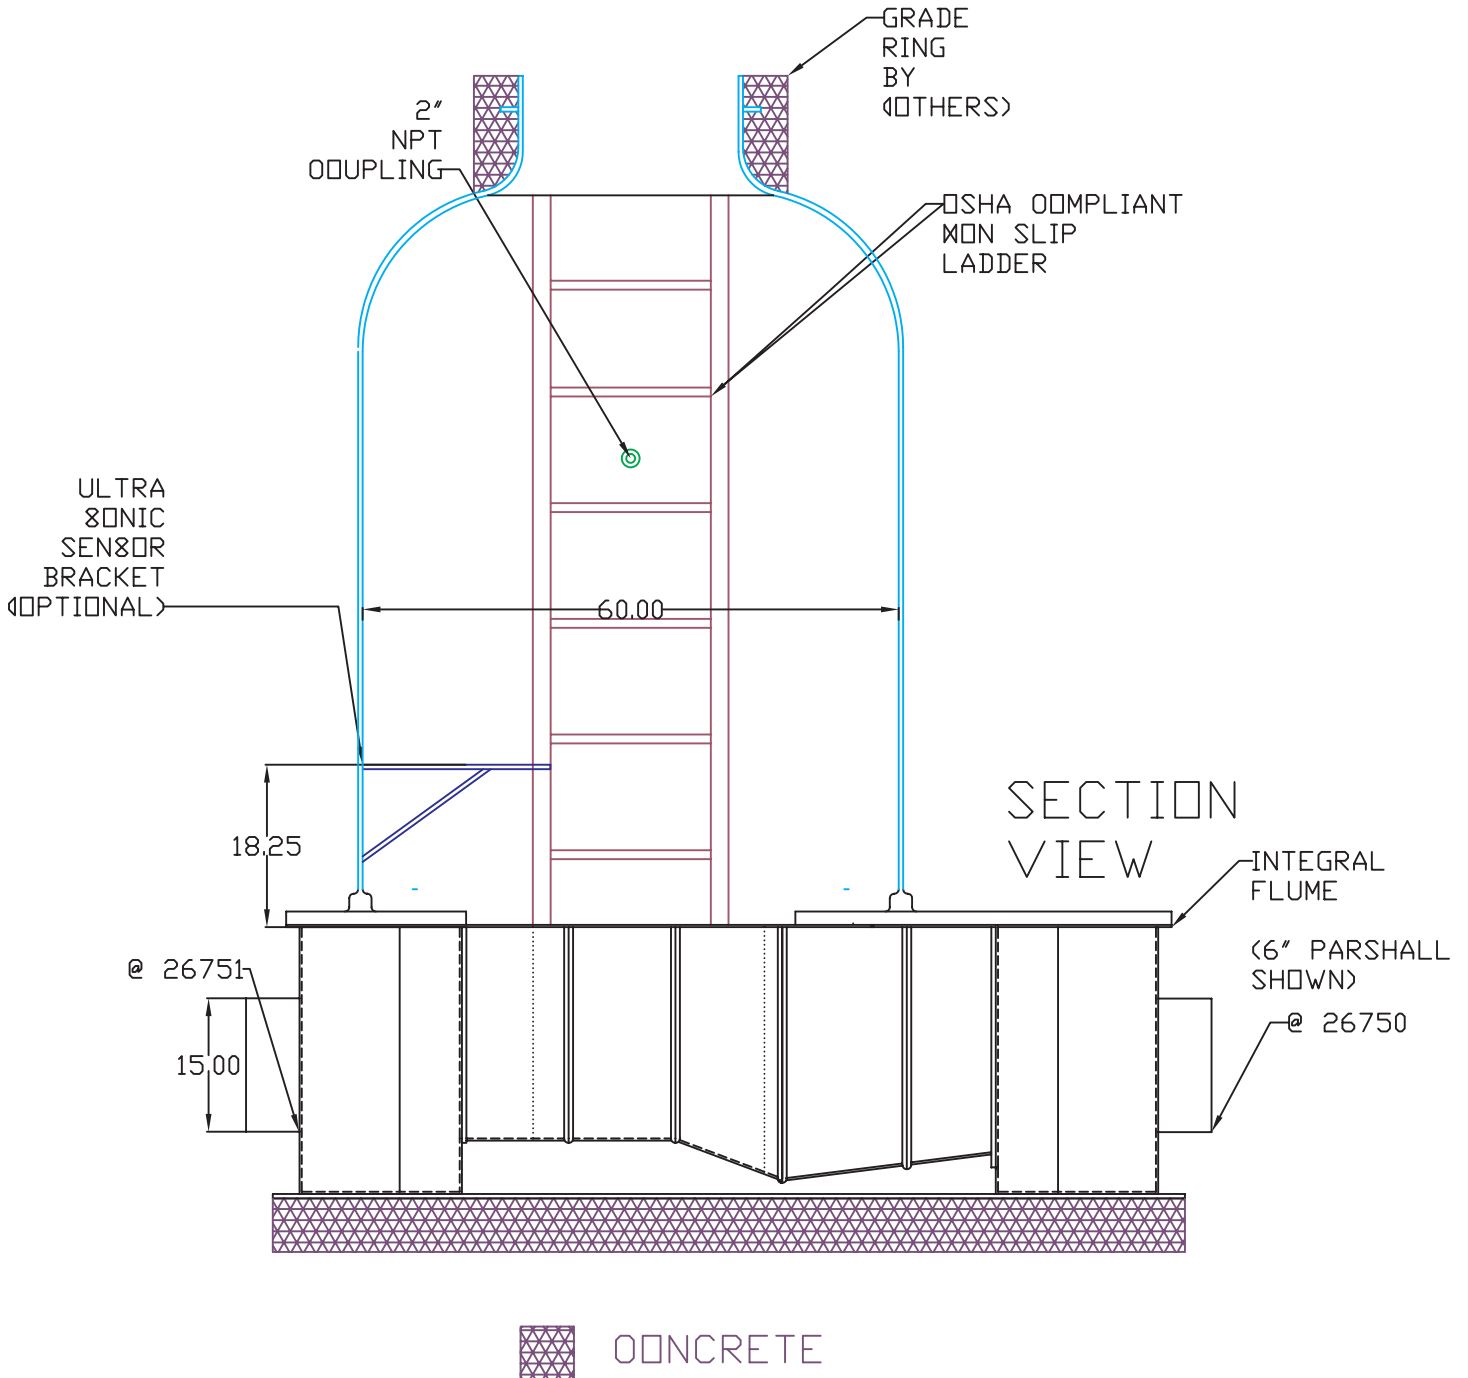 GRADE
RING
BY
(OTHERS)
2"
NPT
COUPLING
OSHA COMPLIANT
NON SLIP
LADDER
ULTRA
SONIC
SENSOR
BRACKET
(OPTIONAL)
60.00
18.25
SECTION
VIEW
INTEGRAL
FLUME
(6" PARSHALL
SHOWN)
@ 26751
@ 26750
15.00
CONCRETE